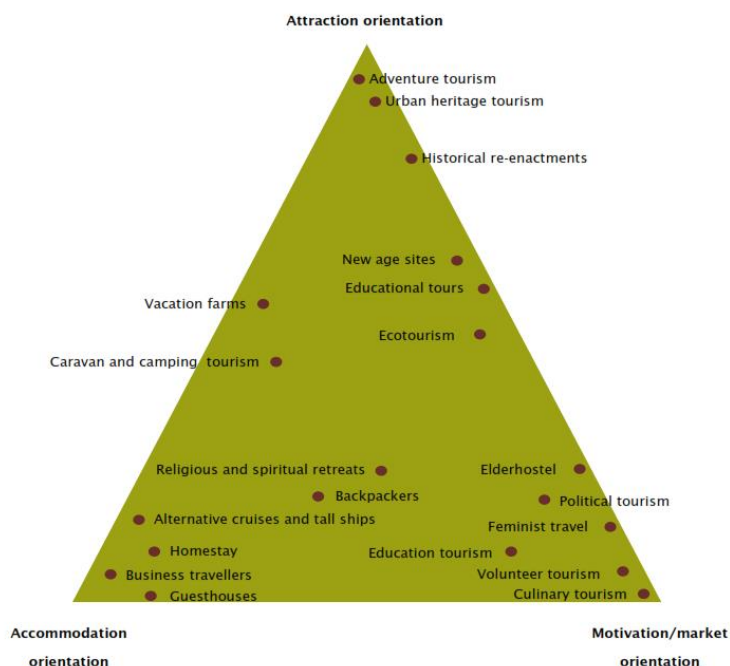 Attraction orientation
Adventure tourism
Urban heritage tourism
Historical re-enactments
New age sites
Educational tours
Vacation farms
Ecotourism
Caravan and camping tourism
Religious and spiritual retreats
Elderhostel
Backpackers
Political tourism
Alternative cruises and tall ships
Feminist travel
Homestay
Education tourism
Business travellers
Volunteer tourism
Guesthouses
Culinary tourism
Accommodation
orientation
Motivation/market
orientation